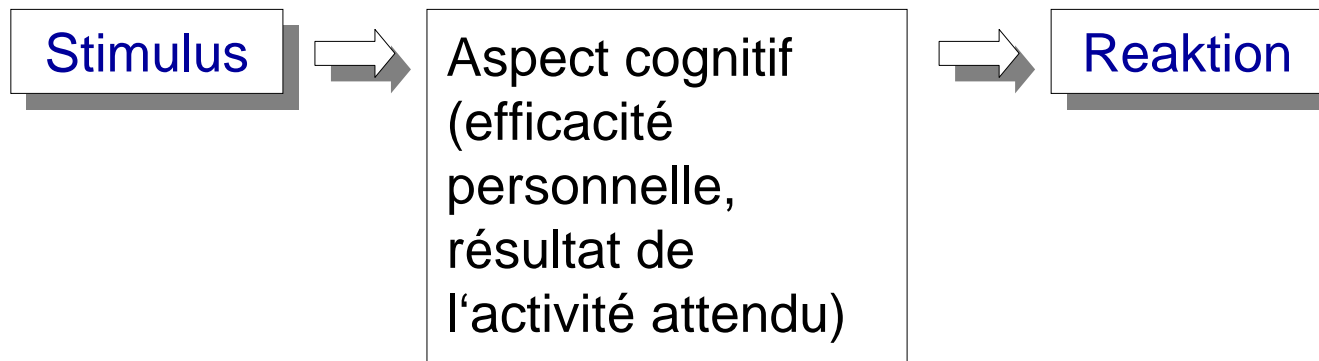 Stimulus
Aspect cognitif
(efficacité
personnelle,
résultat de
l‘activité attendu)
Reaktion